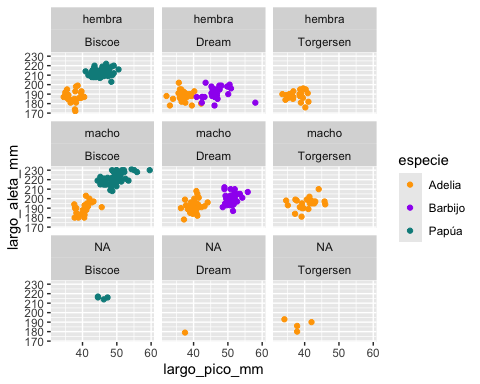 hembra hembra hembra
Biscoe Dream Torgersen
230
220
210
200
190
180
170
macho macho macho
Biscoe Dream Torgersen
230
220
210
200
190
180
170
NA NA NA
Biscoe Dream Torgersen
230
220
210
200
190
180
170
40 50 60 40 50 60 40 50 60
largo_pico_mm
largo_aleta_mm
especie
Adelia
Barbijo
Papúa